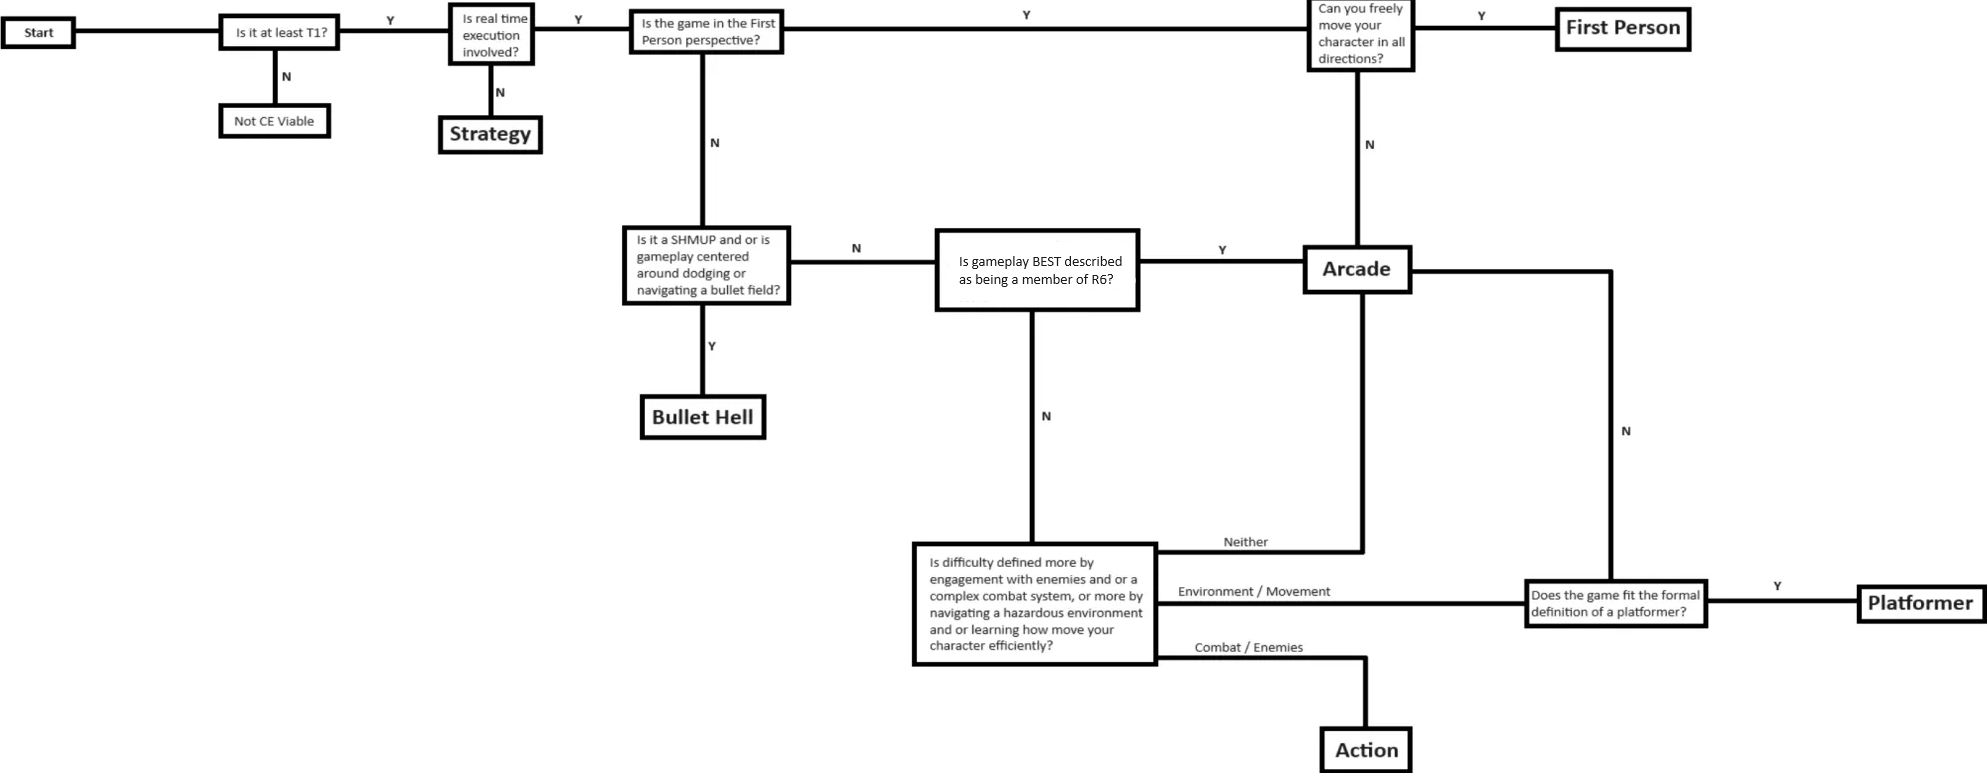 Start
Is it at least T1?
Y
N
Not CE Viable
Is real time
execution
involved?
Y
N
Strategy
Is the game in the First
Person perspective?
Y
N
Can you freely
move your
character in all
directions?
Y
N
First Person
Is it a SHMUP and or is
gameplay centered
around dodging or
navigating a bullet field?
N
Y
Bullet Hell
Is gameplay BEST described
as being a member of R6?
Y
N
Arcade
N
Is difficulty defined more by
engagement with enemies and or a
complex combat system, or more by
navigating a hazardous environment
and or learning how move your
character efficiently?
Neither
Environment / Movement
Combat / Enemies
Does the game fit the formal
definition of a platformer?
Y
Platformer
Action